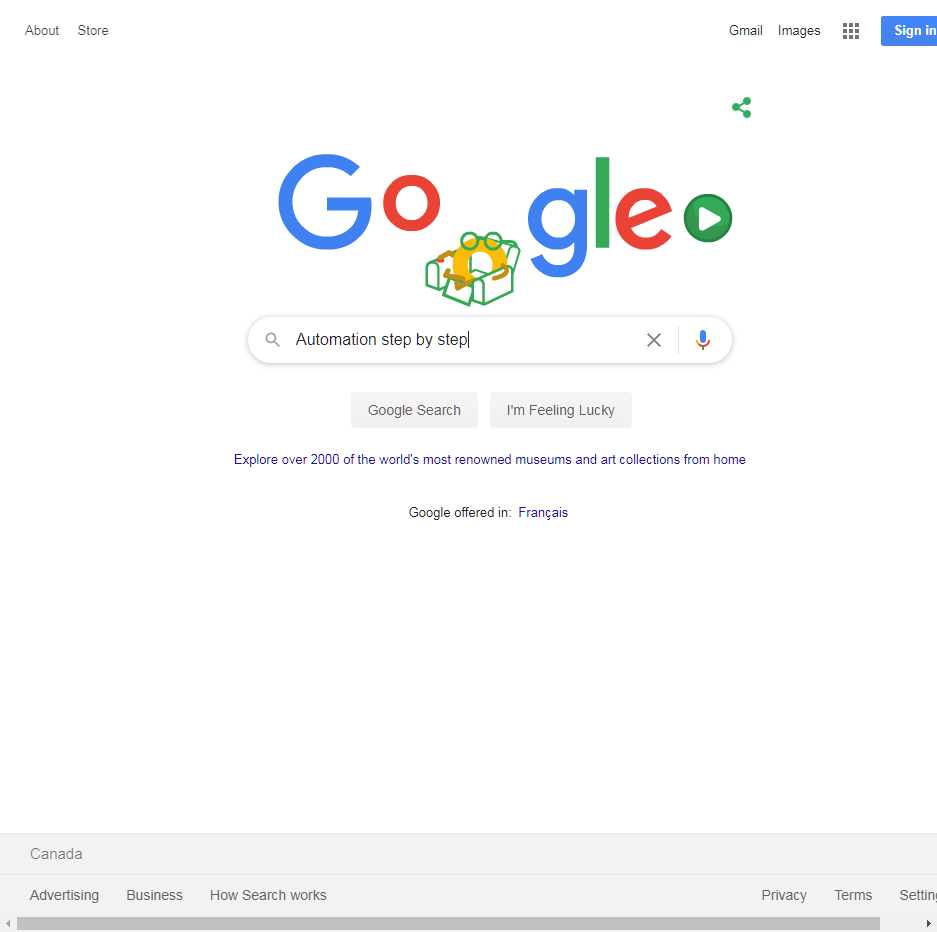 About Store Gmail Images Sign in
Google
Automation step by step
Google Search I'm Feeling Lucky
Explore over 2000 of the world's most renowned museums and art collections from home
Google offered in: Français
Canada
Advertising Business How Search works Privacy Terms Settin